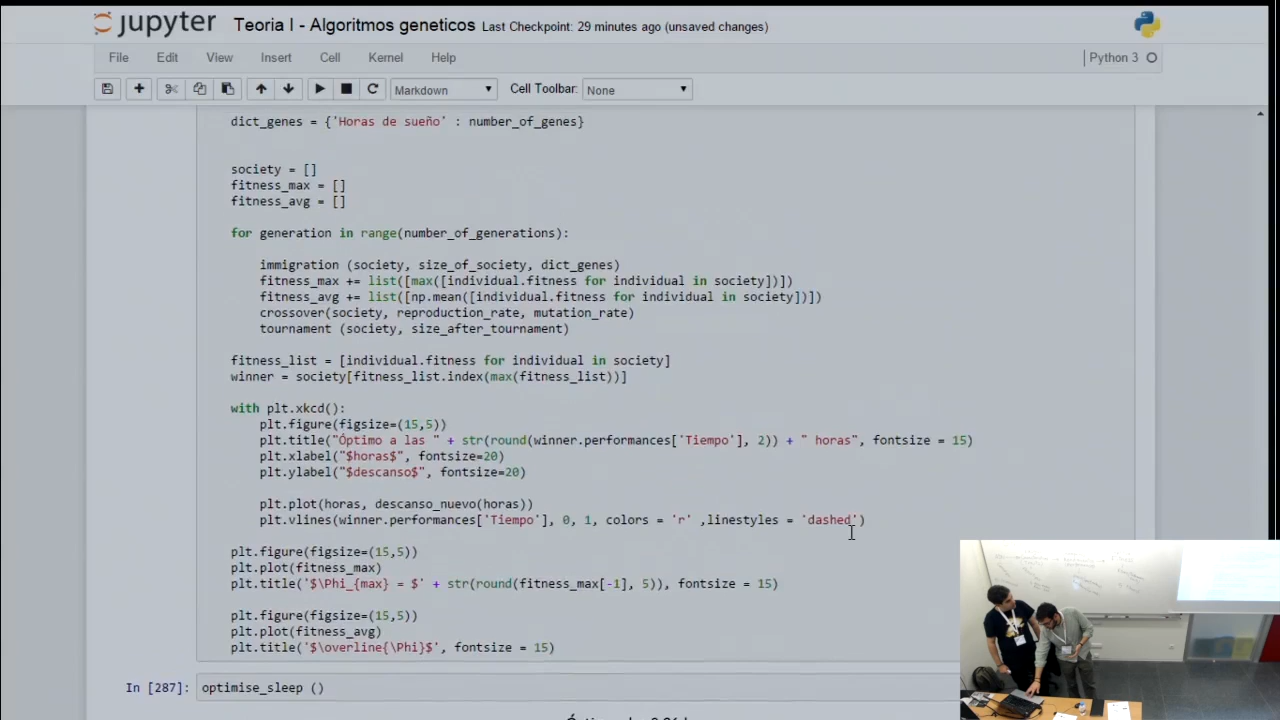 jupyter Teoria I - Algoritmos geneticos Last Checkpoint: 29 minutes ago (unsaved changes)
File Edit View Insert Cell Kernel Help Python 3
Markdown Cell Toolbar: None
dict_genes = {'Horas de sueño' : number_of_genes}
society = []
fitness_max = []
fitness_avg = []
for generation in range(number_of_generations):
immigration (society, size_of_society, dict_genes)
fitness_max += list([max([individual.fitness for individual in society])])
fitness_avg += list([np.mean([individual.fitness for individual in society])])
crossover(society, reproduction_rate, mutation_rate)
tournament (society, size_after_tournament)
fitness_list = [individual.fitness for individual in society]
winner = society[fitness_list.index(max(fitness_list))]
with plt.xkcd():
plt.figure(figsize=(15,5))
plt.title("Óptimo a las " + str(round(winner.performances['Tiempo'], 2)) + " horas", fontsize = 15)
plt.xlabel("$horas$", fontsize=20)
plt.ylabel("$descanso$", fontsize=20)
plt.plot(horas, descanso_nuevo(horas))
plt.vlines(winner.performances['Tiempo'], 0, 1, colors = 'r' ,linestyles = 'dashed')
plt.figure(figsize=(15,5))
plt.plot(fitness_max)
plt.title('$\Phi_{max} = $' + str(round(fitness_max[-1], 5)), fontsize = 15)
plt.figure(figsize=(15,5))
plt.plot(fitness_avg)
plt.title('$\overline{\Phi}$', fontsize = 15)
In [287]: optimise_sleep ()